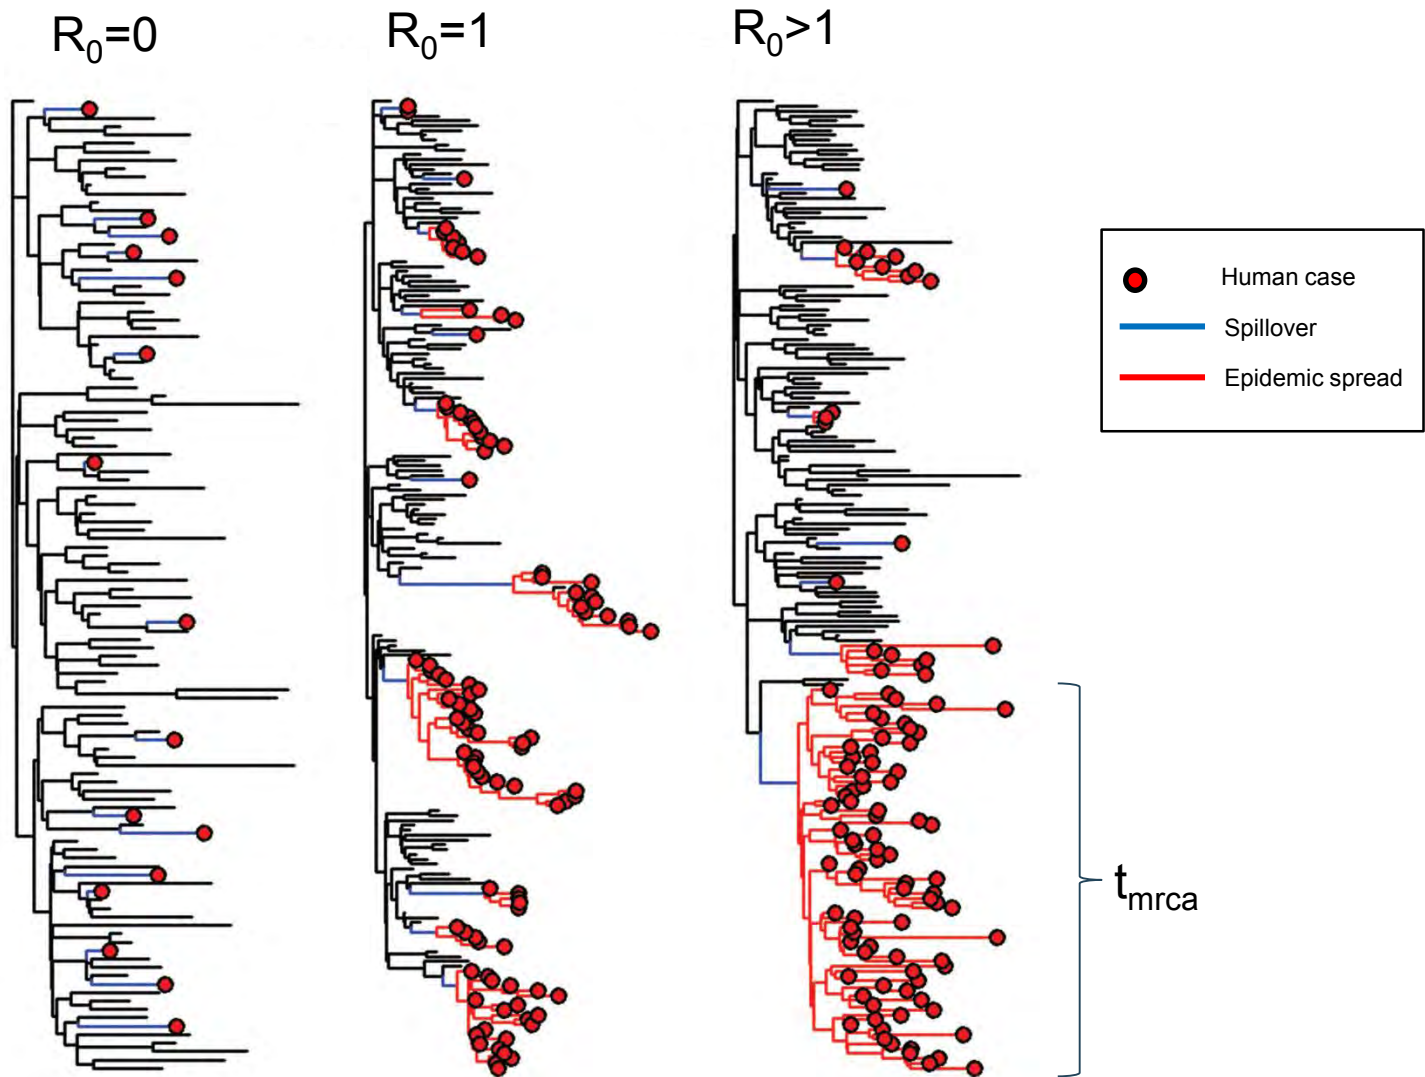 R₀=0
R₀=1
R₀>1
Human case
Spillover
Epidemic spread
tₘᵣcₐ